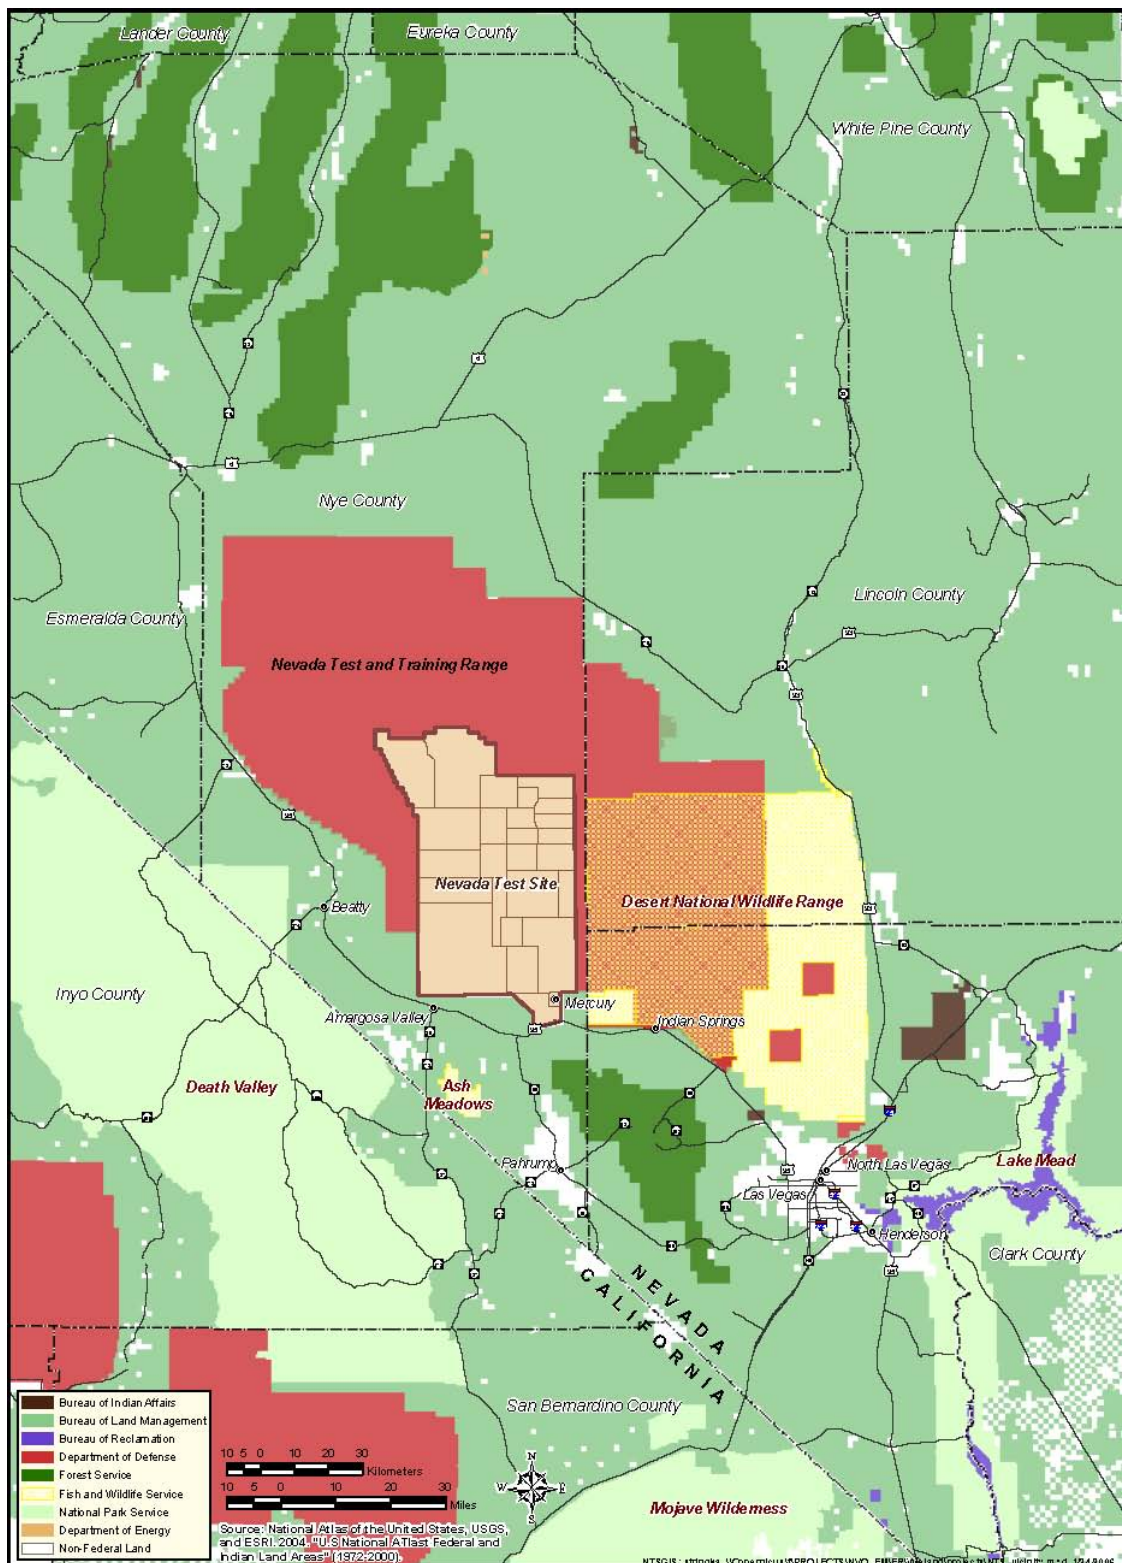 Lander County
Eureka County
White Pine County
Nye County
Esmeralda County
Lincoln County
Nevada Test and Training Range
Nevada Test Site
Desert National Wildlife Range
Beatty
Inyo County
Mercury
Amargosa Valley
Indian Springs
Death Valley
Ash
Meadows
Pahrump
North Las Vegas
Lake Mead
Las Vegas
Henderson
Clark County
NEVADA
CALIFORNIA
San Bernardino County
Mojave Wilderness
Bureau of Indian Affairs
Bureau of Land Management
Bureau of Reclamation
Department of Defense
Forest Service
Fish and Wildlife Service
National Park Service
Department of Energy
Non-Federal Land
10 5 0 10 20 30
Kilometers
10 5 0 10 20 30
Miles
N
W E
S
Source: National Atlas of the United States, USGS,
and ESRI. 2004. "U.S National ATlast Federal and
Indian Land Areas" (1972-2000).